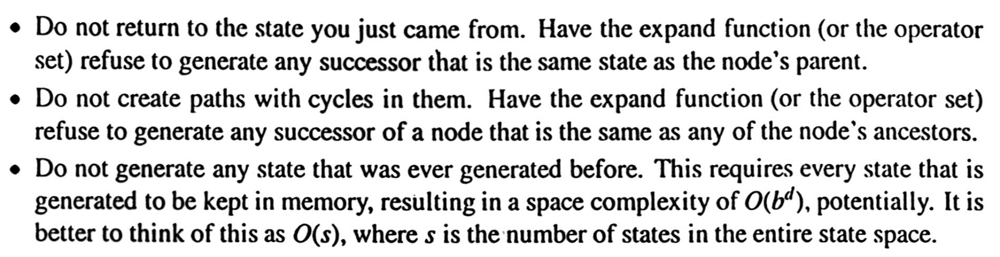 • Do not return to the state you just came from. Have the expand function (or the operator
set) refuse to generate any successor that is the same state as the node's parent.
• Do not create paths with cycles in them. Have the expand function (or the operator set)
refuse to generate any successor of a node that is the same as any of the node's ancestors.
• Do not generate any state that was ever generated before. This requires every state that is
generated to be kept in memory, resulting in a space complexity of O(b^d), potentially. It is
better to think of this as O(s), where s is the number of states in the entire state space.